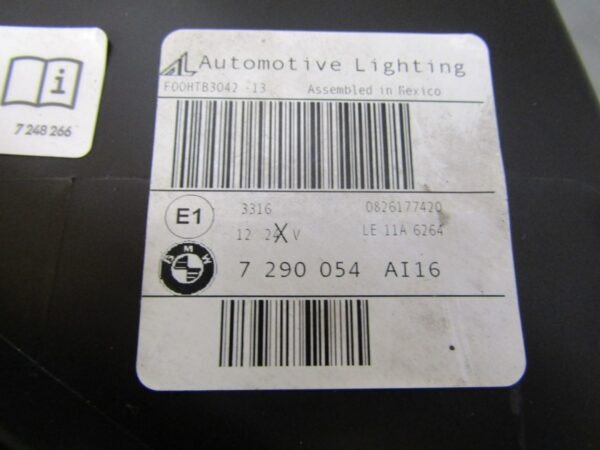 i
7 248 266
AL Automotive Lighting
F00HTB3042 -13 Assembled in Mexico
E1 3316 0826177420
12 24 V LE 11A 6264
BMW 7 290 054 AI16